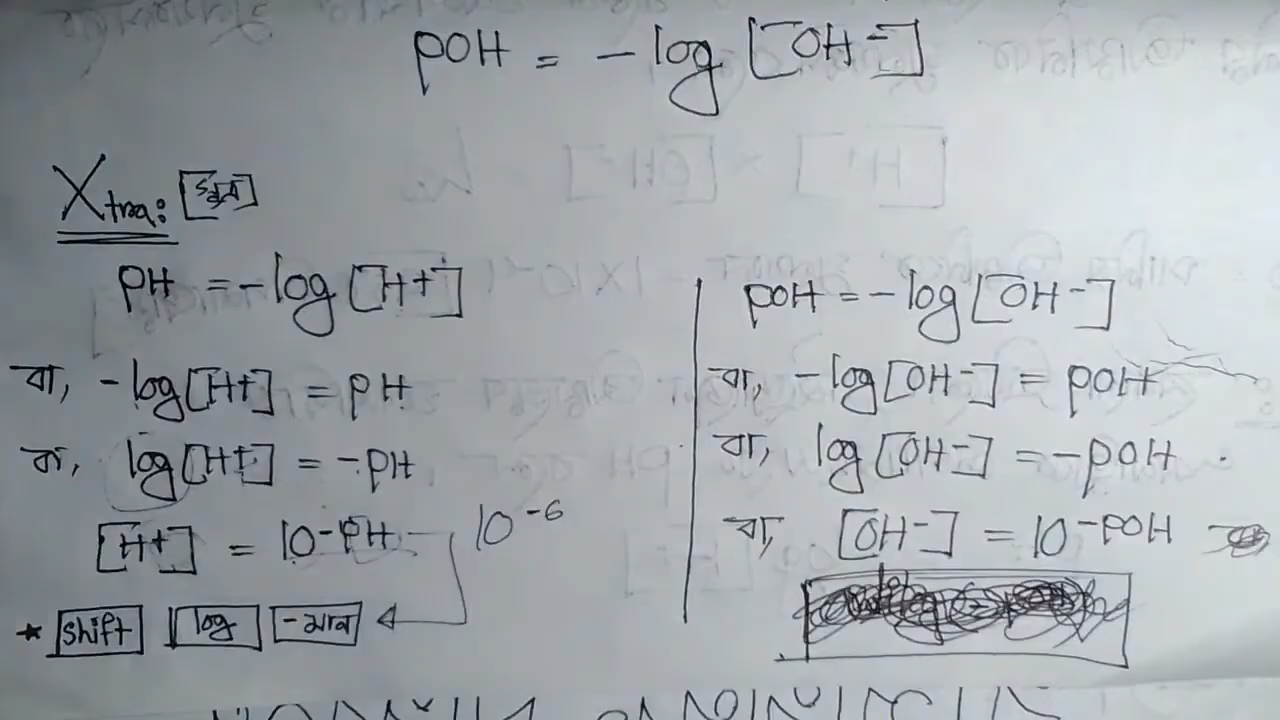 pOH = -log [OH-]
Xtra: [সূত্র]
pH = -log [H+]
বা, -log[H+] = pH
বা, log[H+] = -pH
[H+] = 10-pH 10-6
* shift log -মান
pOH = -log [OH-]
বা, -log[OH-] = pOH
বা, log [OH-] = -pOH
বা, [OH-] = 10-pOH